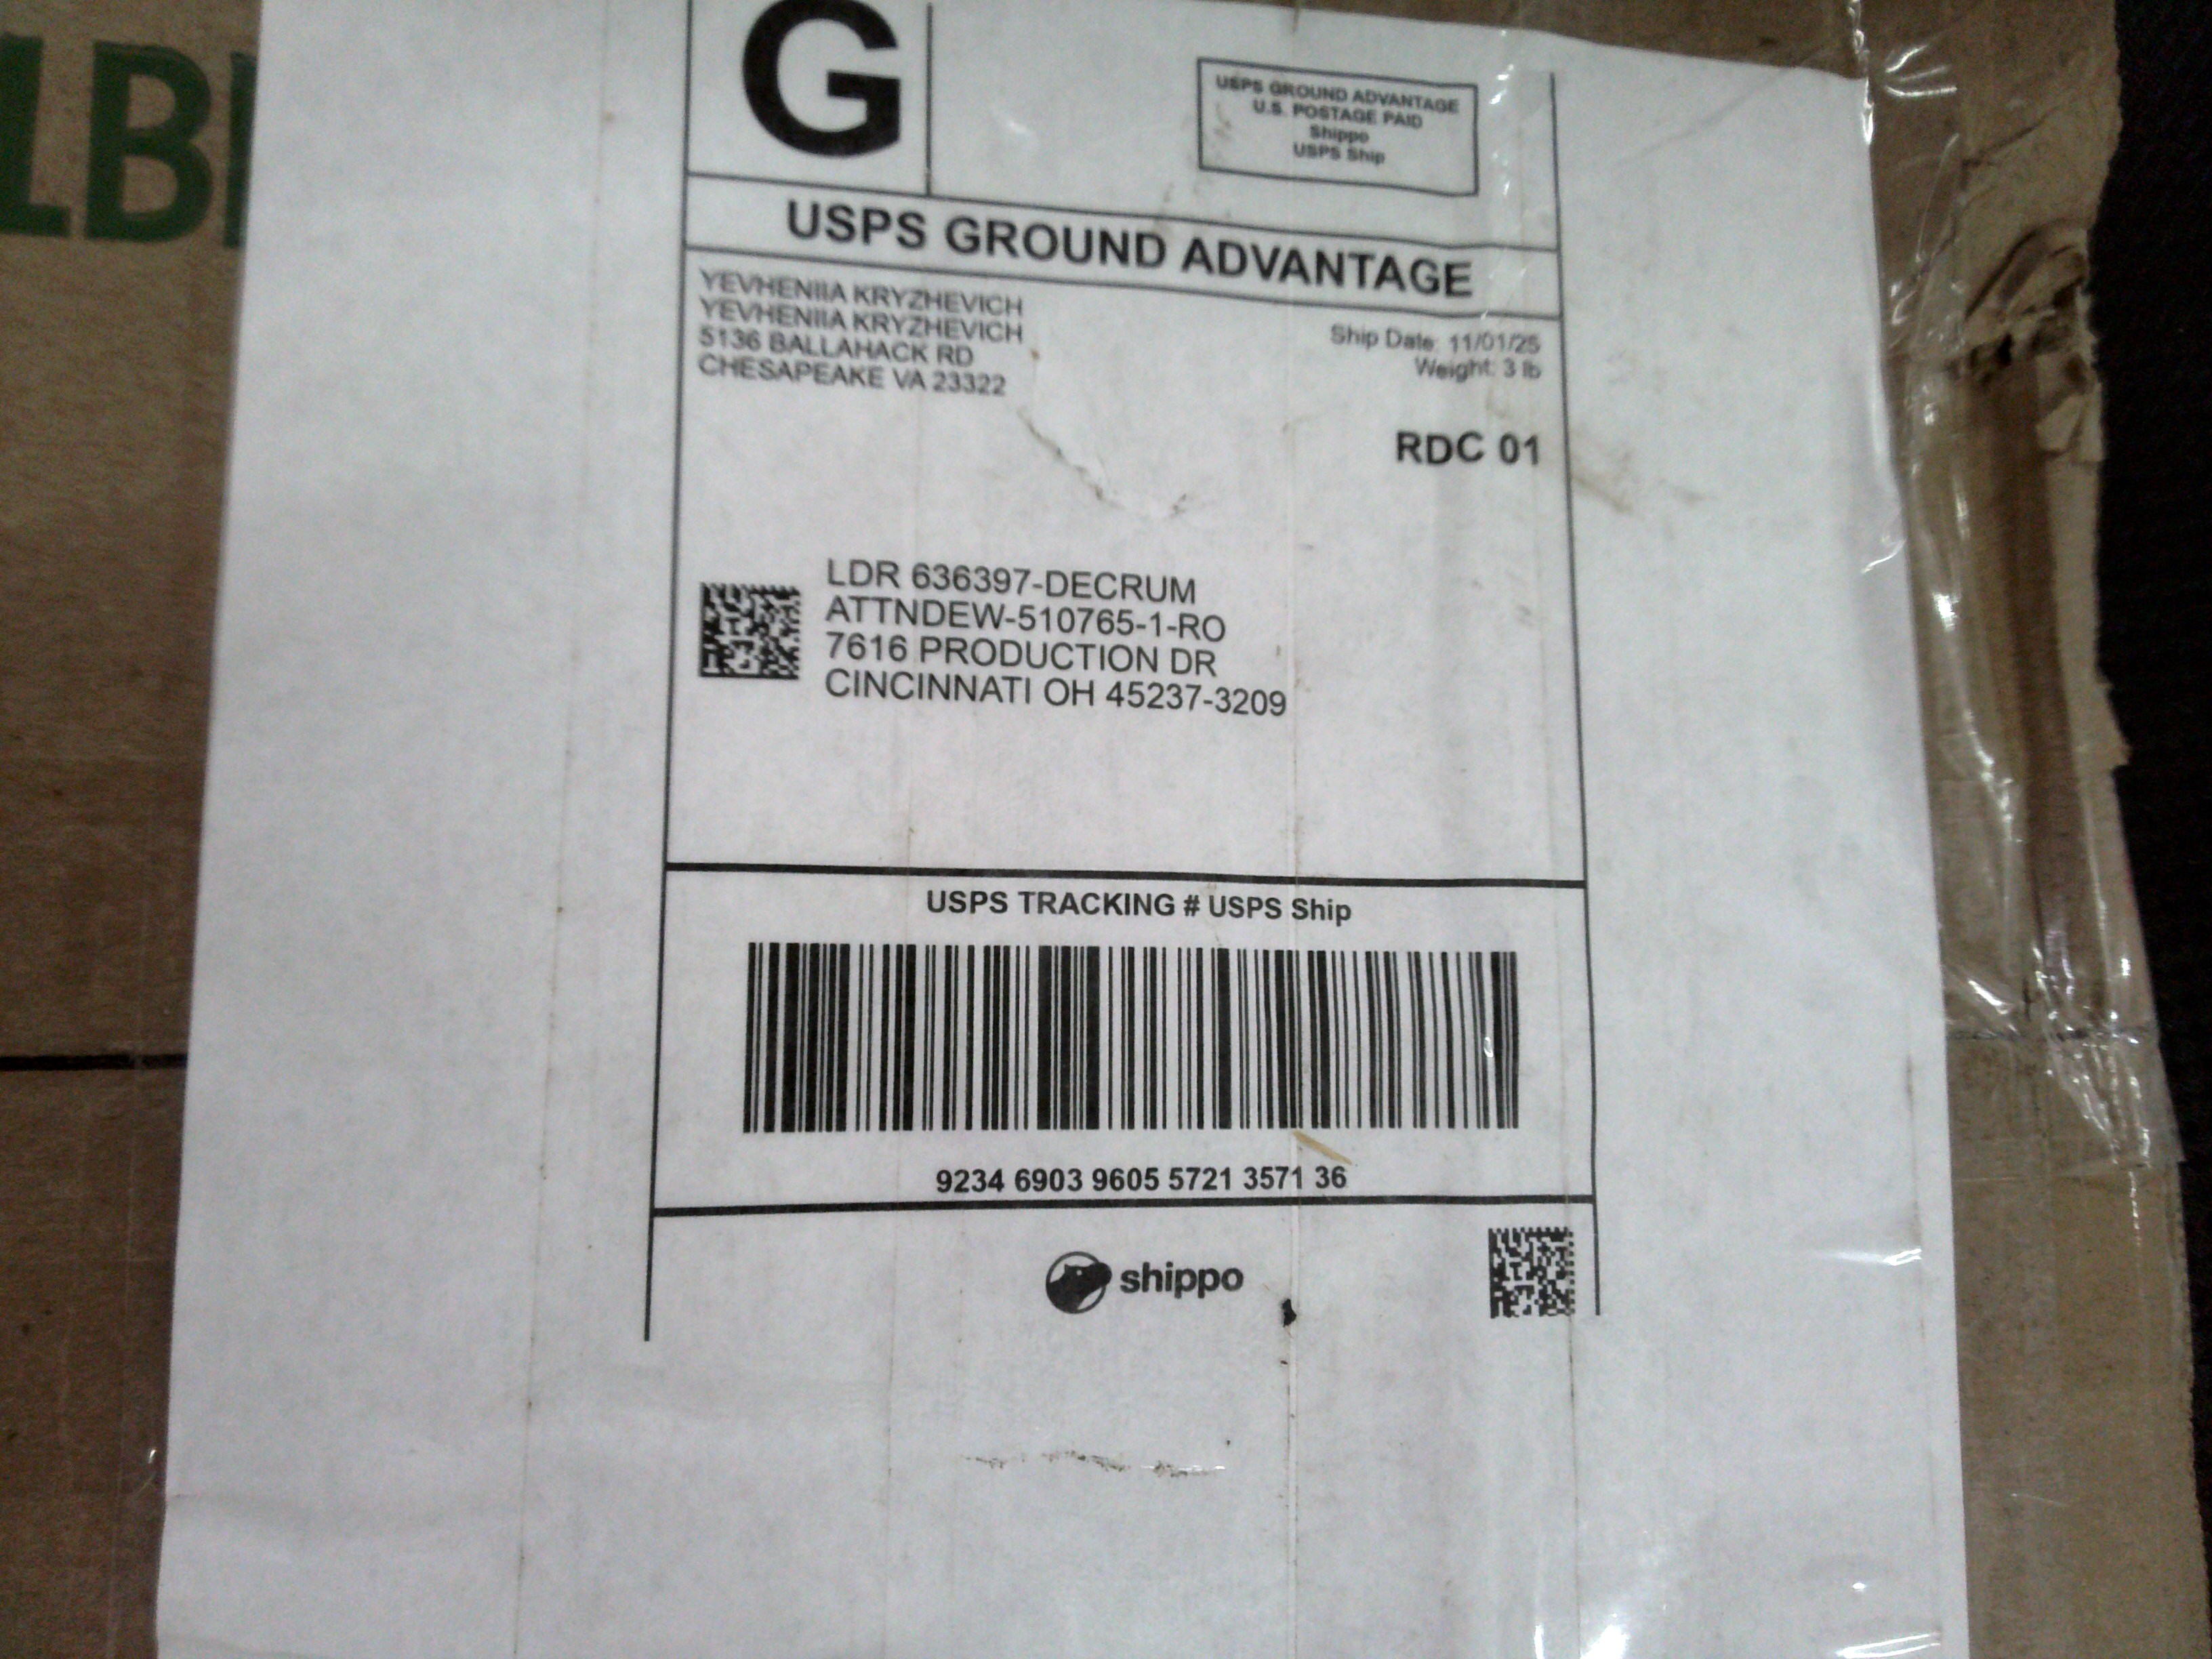 LB
G
USPS GROUND ADVANTAGE
U.S. POSTAGE PAID
Shippo
USPS Ship
USPS GROUND ADVANTAGE
YEVHENIIA KRYZHEVICH
YEVHENIIA KRYZHEVICH
5136 BALLAHACK RD
CHESAPEAKE VA 23322
Ship Date: 11/01/25
Weight: 3 lb
RDC 01
LDR 636397-DECRUM
ATTNDEW-510765-1-RO
7616 PRODUCTION DR
CINCINNATI OH 45237-3209
USPS TRACKING # USPS Ship
9234 6903 9605 5721 3571 36
shippo